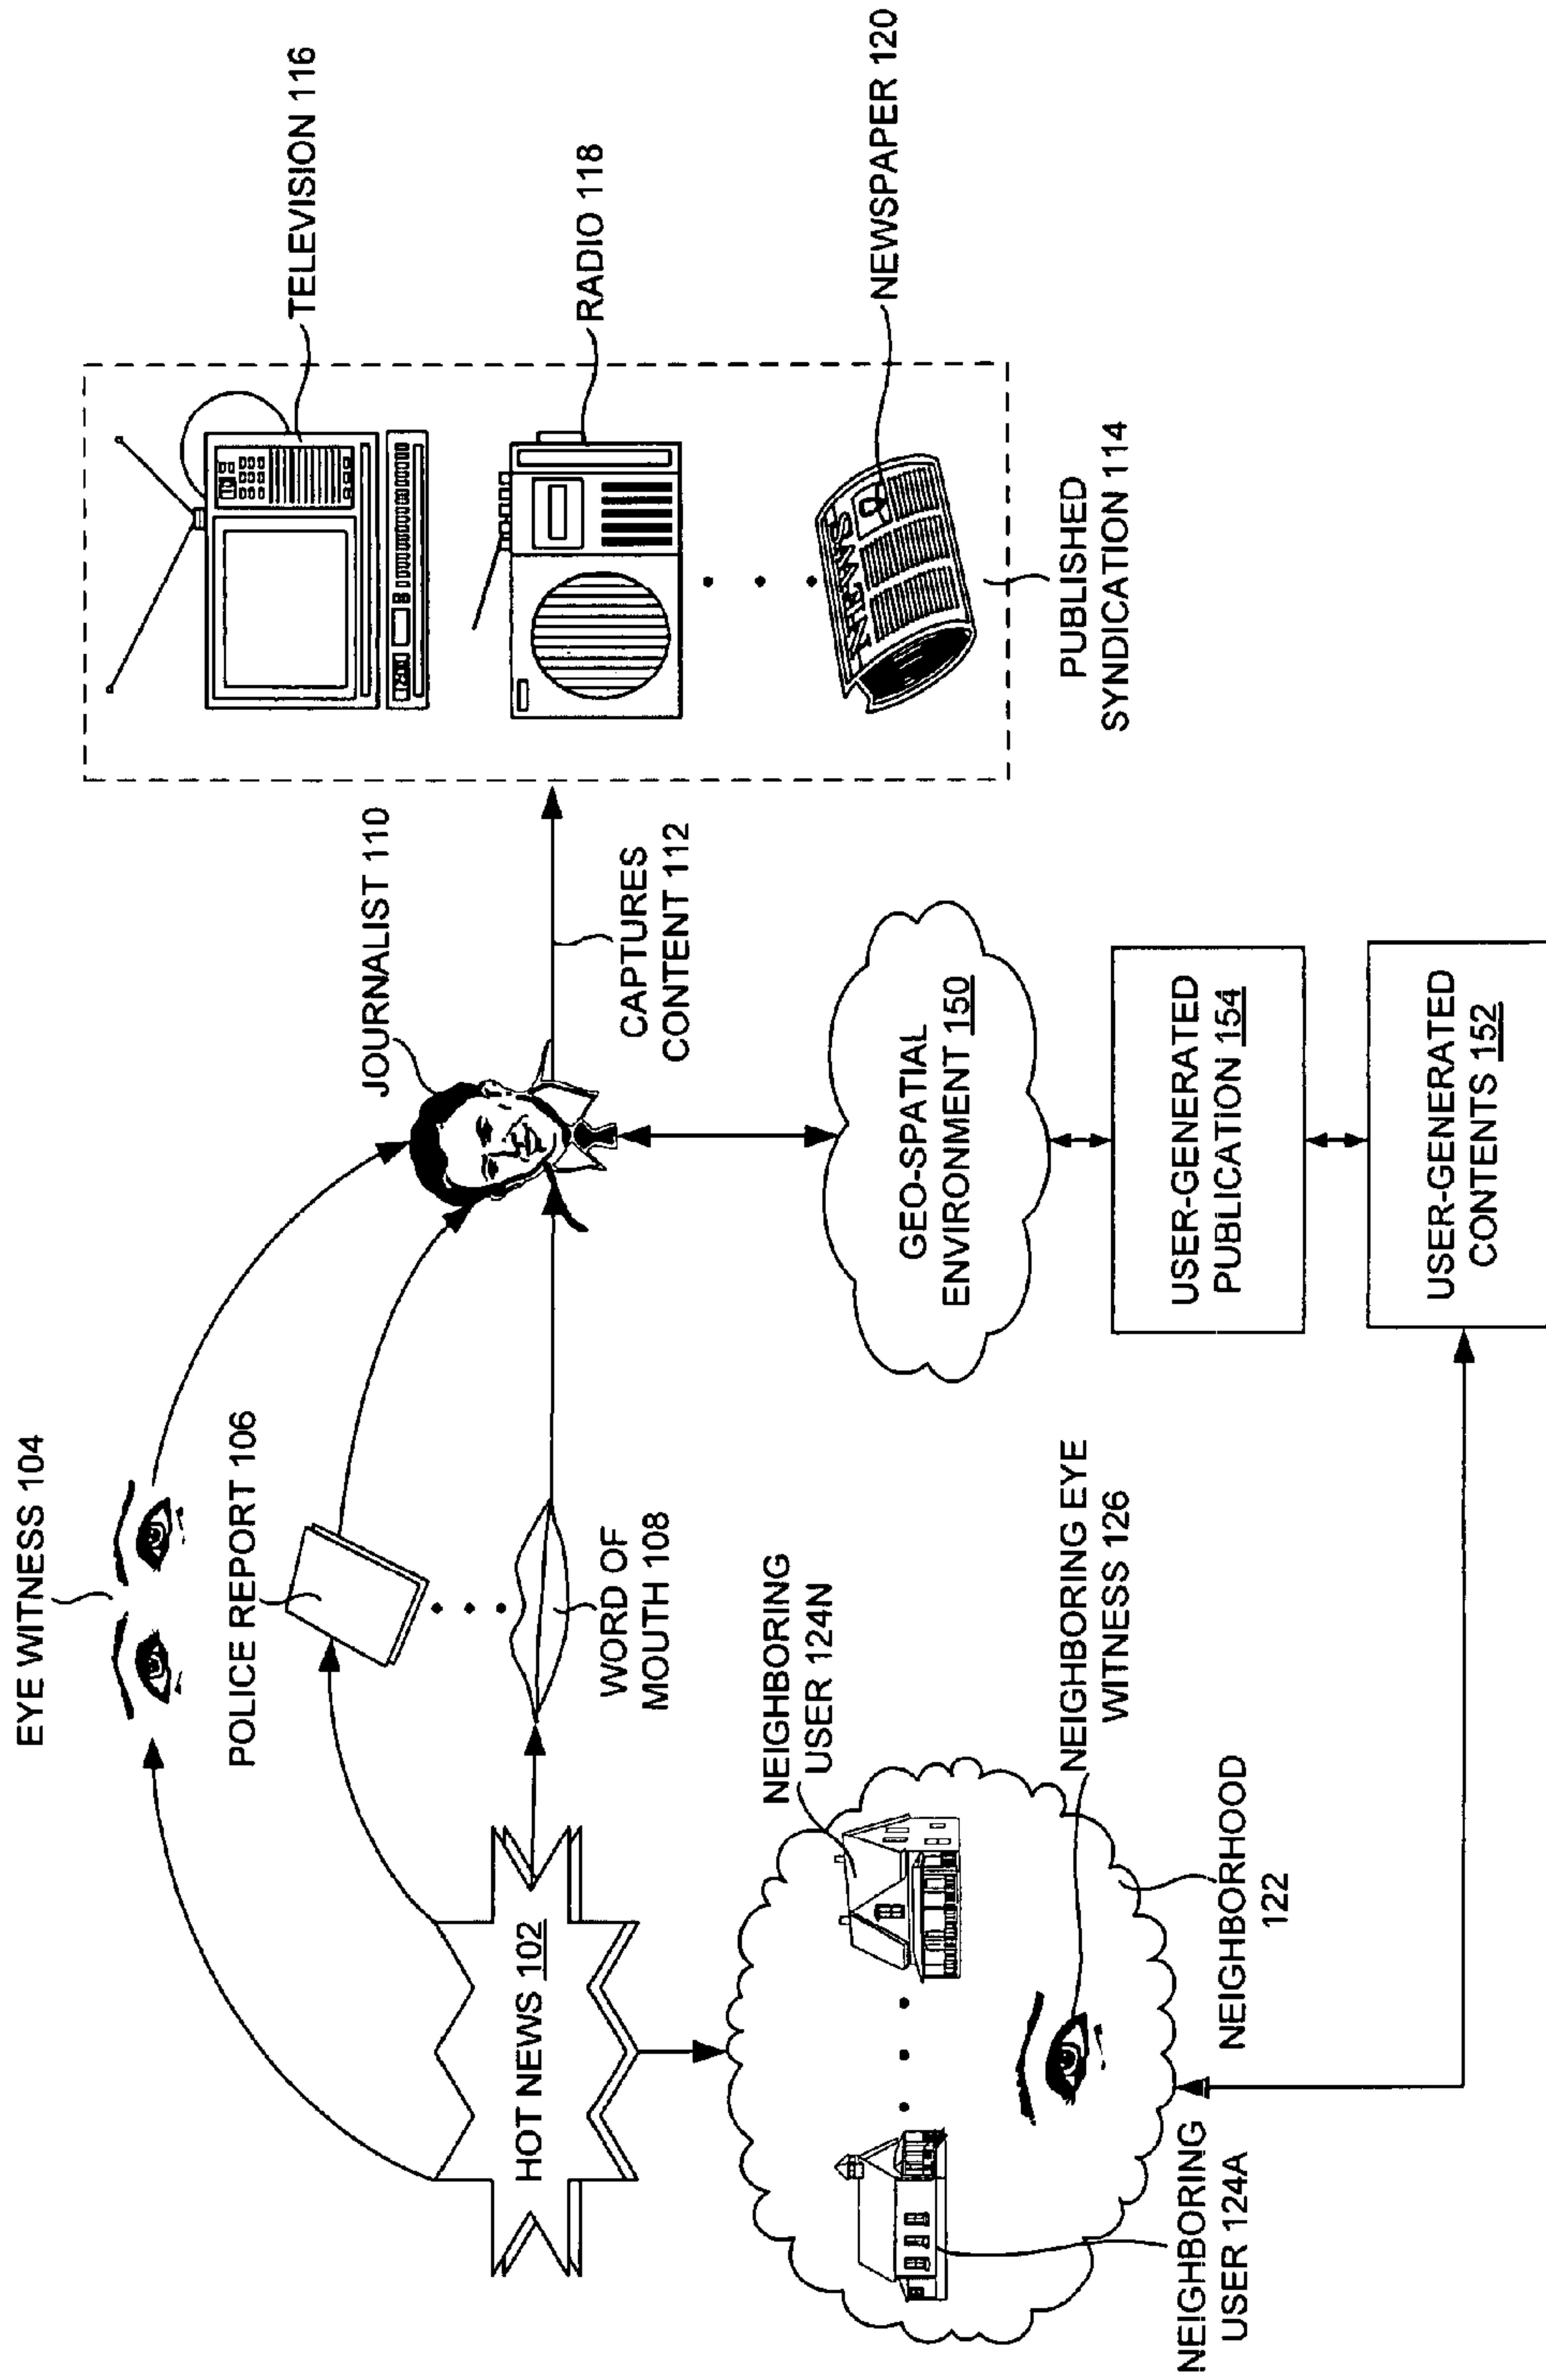 EYE WITNESS 104
POLICE REPORT 106
WORD OF
MOUTH 108
HOT NEWS 102
JOURNALIST 110
CAPTURES
CONTENT 112
TELEVISION 116
RADIO 118
NEWS
NEWSPAPER 120
PUBLISHED
SYNDICATION 114
NEIGHBORING
USER 124N
NEIGHBORING EYE
WITNESS 126
NEIGHBORHOOD
122
NEIGHBORING
USER 124A
GEO-SPATIAL
ENVIRONMENT 150
USER-GENERATED
PUBLICATION 154
USER-GENERATED
CONTENTS 152